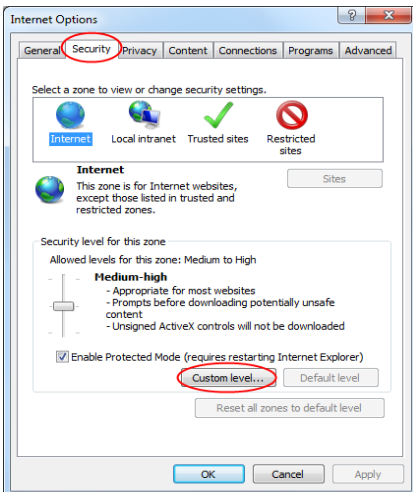 Internet Options
General Security Privacy Content Connections Programs Advanced
Select a zone to view or change security settings.
Internet Local intranet Trusted sites Restricted
sites
Internet
Sites
This zone is for Internet websites,
except those listed in trusted and
restricted zones.
Security level for this zone
Allowed levels for this zone: Medium to High
Medium-high
- Appropriate for most websites
- Prompts before downloading potentially unsafe
content
- Unsigned ActiveX controls will not be downloaded
Enable Protected Mode (requires restarting Internet Explorer)
Custom level... Default level
Reset all zones to default level
OK Cancel Apply